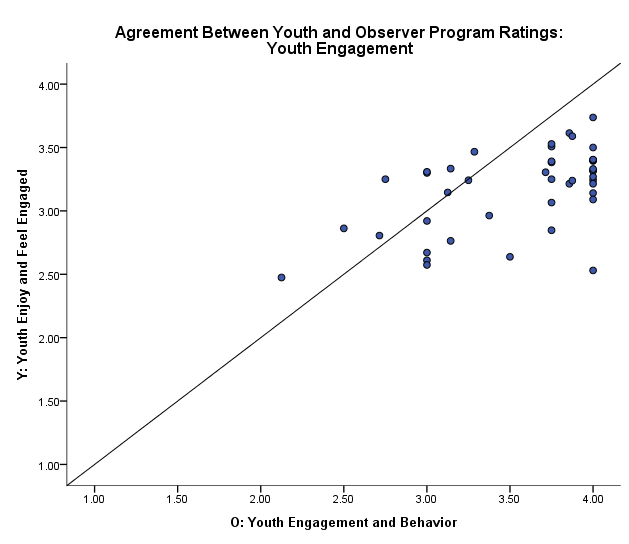 Agreement Between Youth and Observer Program Ratings:
Youth Engagement
Y: Youth Enjoy and Feel Engaged
4.00
3.50
3.00
2.50
2.00
1.50
1.00
1.00 1.50 2.00 2.50 3.00 3.50 4.00
O: Youth Engagement and Behavior